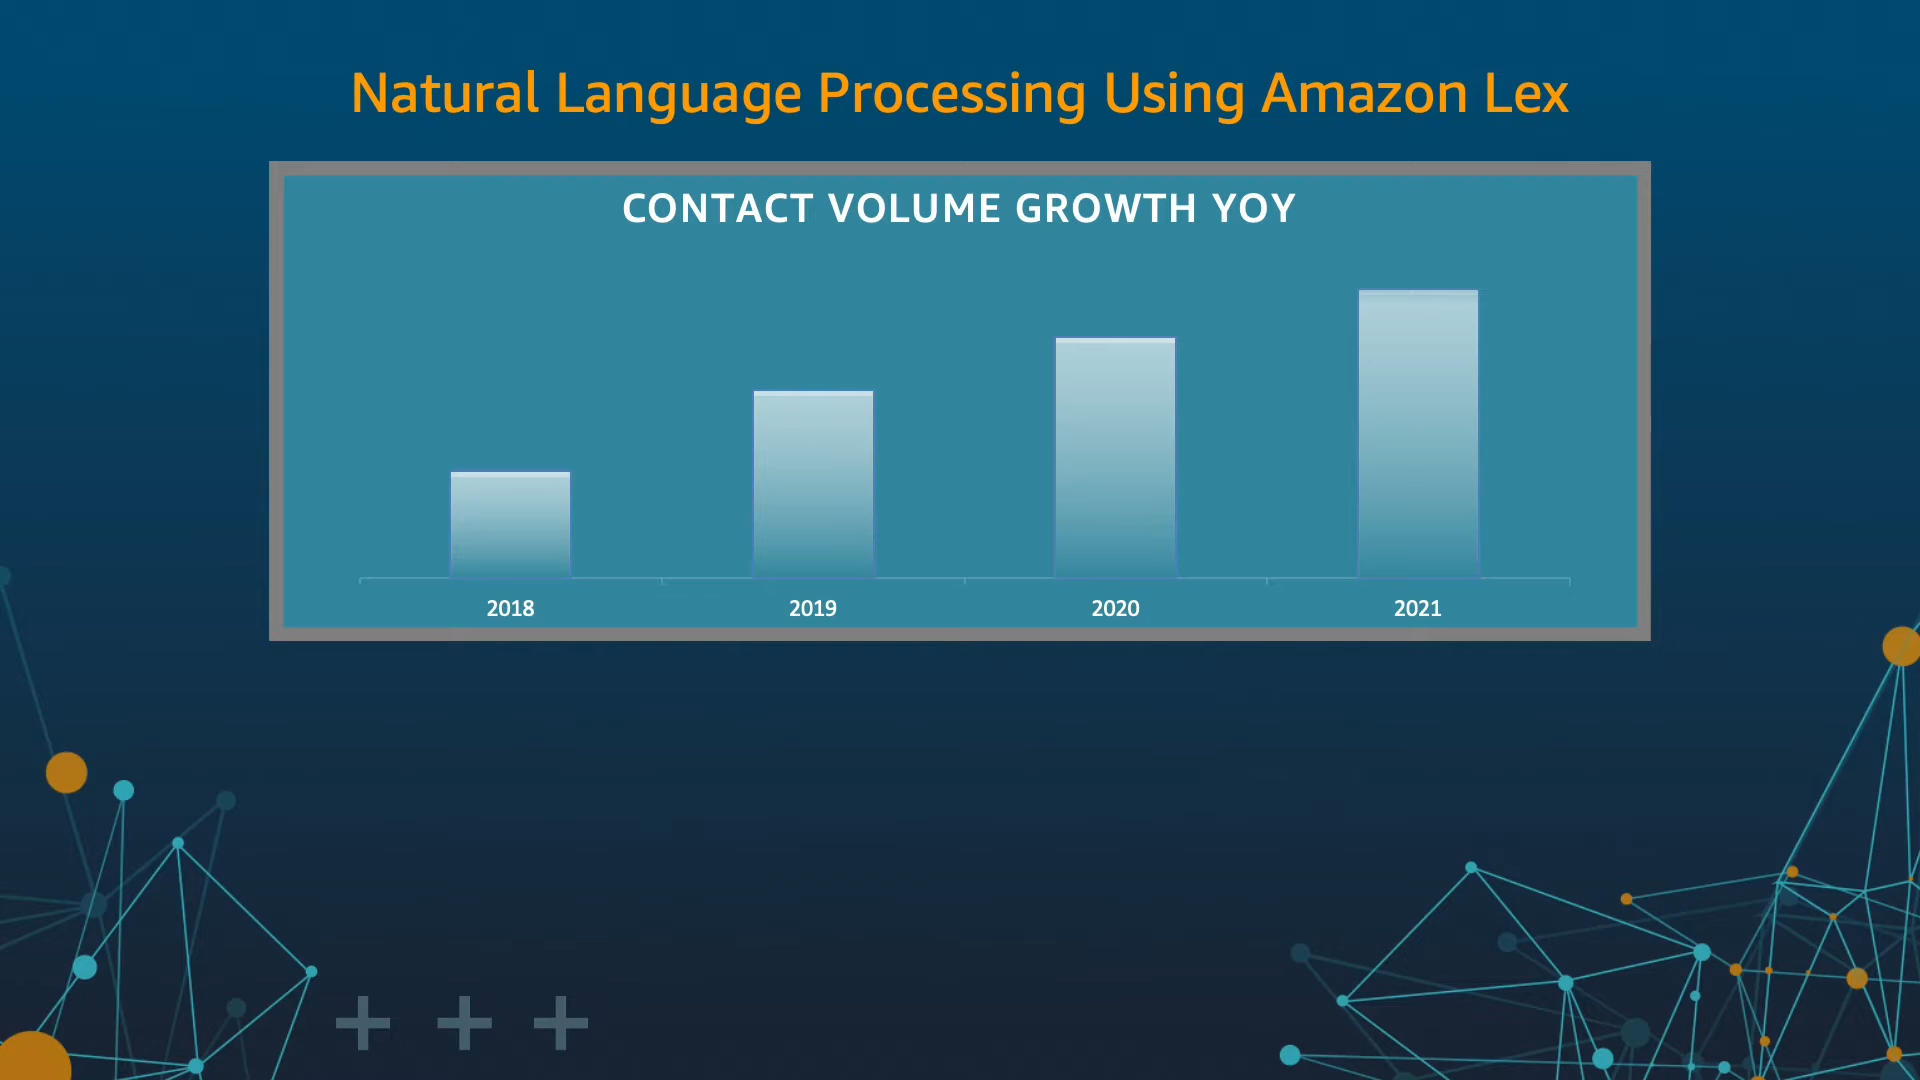 Natural Language Processing Using Amazon Lex
CONTACT VOLUME GROWTH YOY
2018 2019 2020 2021